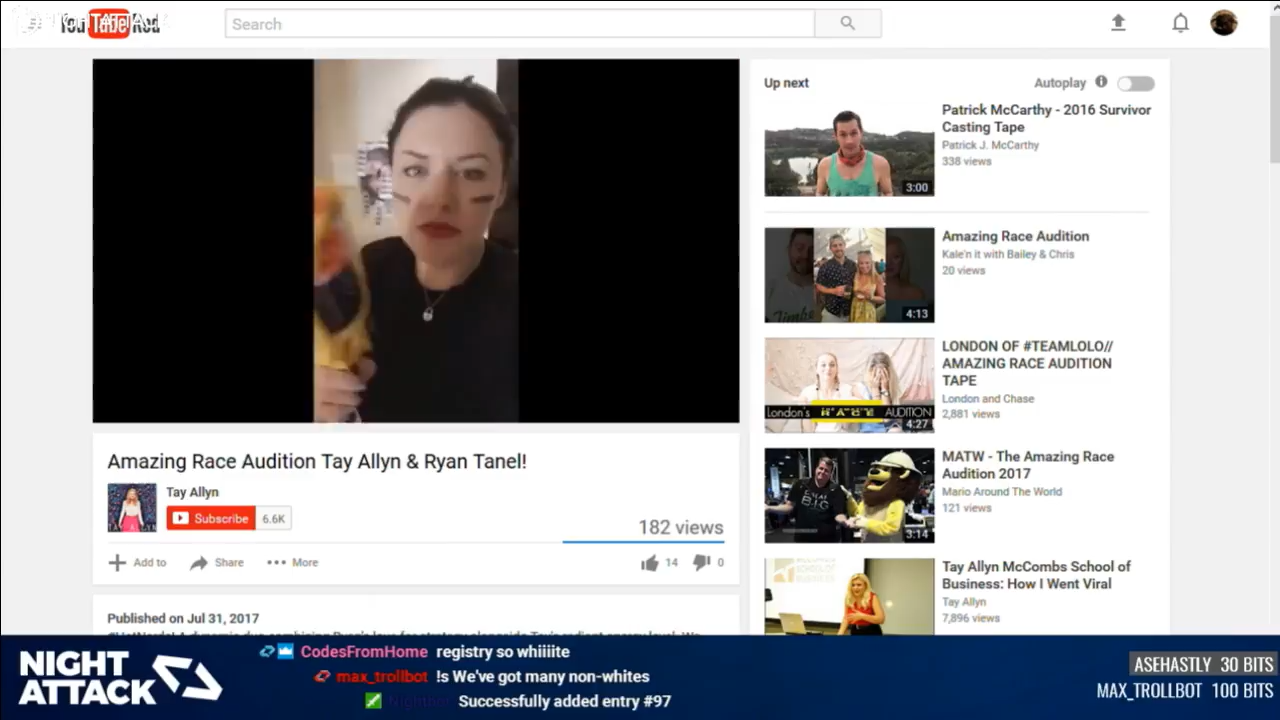 YouTube Red
Search
Up next
Autoplay
Patrick McCarthy - 2016 Survivor
Casting Tape
Patrick J. McCarthy
338 views
3:00
Amazing Race Audition
Kale'n it with Bailey & Chris
20 views
4:13
LONDON OF #TEAMLOLO//
AMAZING RACE AUDITION
TAPE
London and Chase
2,881 views
London's RACE AUDITION
4:27
MATW - The Amazing Race
Audition 2017
Mario Around The World
121 views
3:14
Tay Allyn McCombs School of
Business: How I Went Viral
Tay Allyn
7,896 views
Amazing Race Audition Tay Allyn & Ryan Tanel!
Tay Allyn
Subscribe 6.6K
182 views
Add to Share More 14 0
Published on Jul 31, 2017
NIGHT
ATTACK
CodesFromHome registry so whiiiite
max_trollbot !s We've got many non-whites
Successfully added entry #97
ASEHASTLY 30 BITS
MAX_TROLLBOT 100 BITS